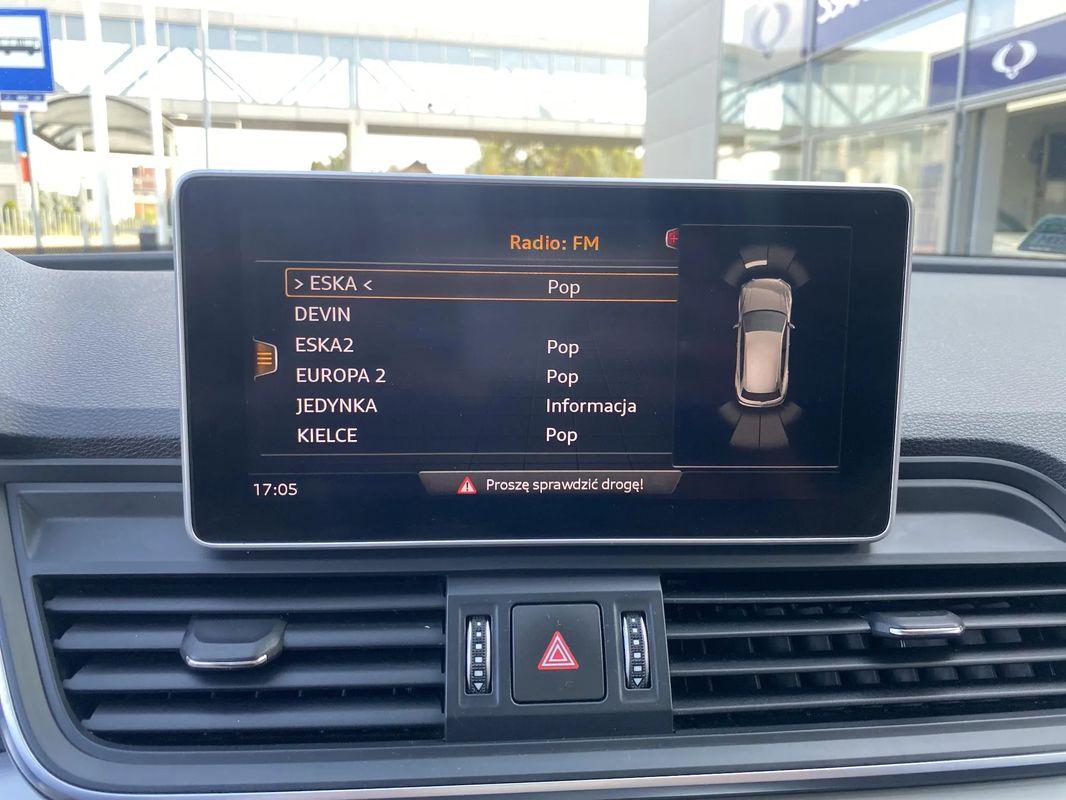 Radio: FM
> ESKA < Pop
DEVIN
ESKA2 Pop
EUROPA 2 Pop
JEDYNKA Informacja
KIELCE Pop
17:05 Proszę sprawdzić drogę!